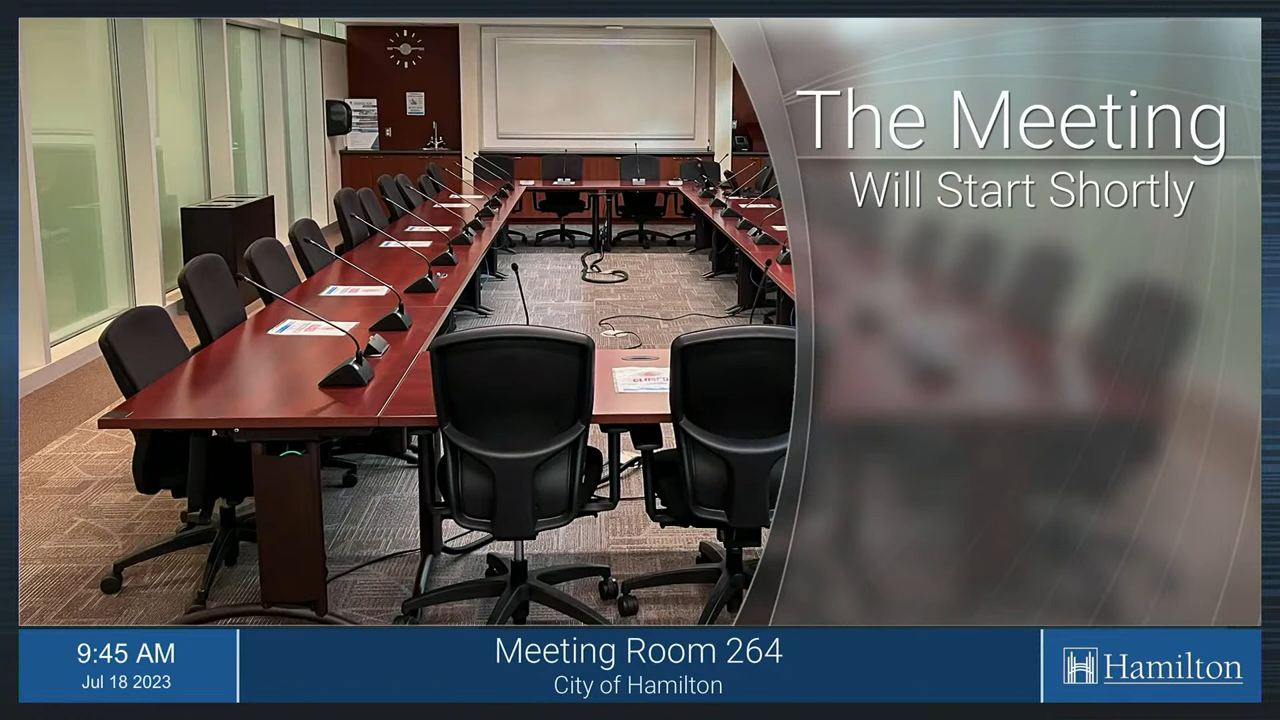 The Meeting
Will Start Shortly
9:45 AM
Jul 18 2023
Meeting Room 264
City of Hamilton
Hamilton